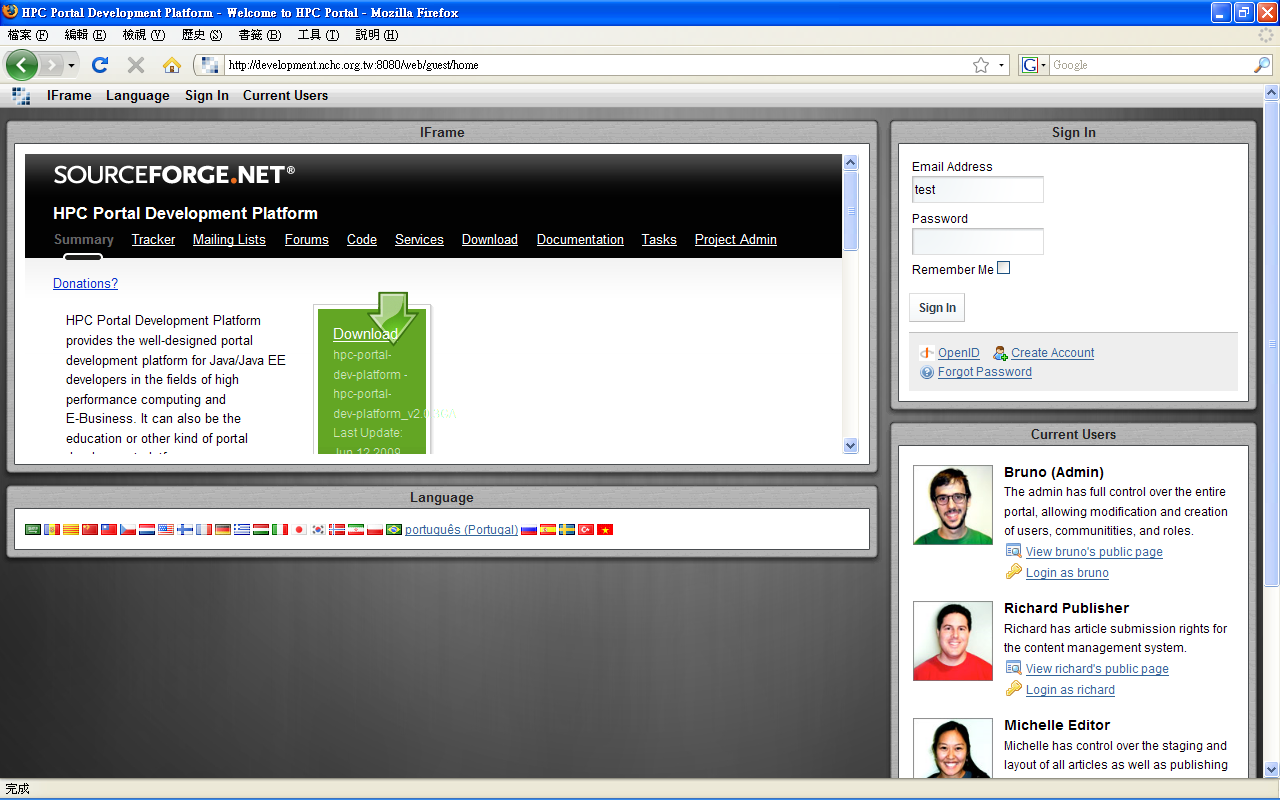 HPC Portal Development Platform - Welcome to HPC Portal - Mozilla Firefox
檔案 (F) 編輯 (E) 檢視 (V) 歷史 (S) 書籤 (B) 工具 (T) 說明 (H)
http://development.nchc.org.tw:8080/web/guest/home
G Google
IFrame Language Sign In Current Users
IFrame
SOURCEFORGE.NET®
HPC Portal Development Platform
Summary Tracker Mailing Lists Forums Code Services Download Documentation Tasks Project Admin
Donations?
HPC Portal Development Platform
provides the well-designed portal
development platform for Java/Java EE
developers in the fields of high
performance computing and
E-Business. It can also be the
education or other kind of portal
Download
hpc-portal-
dev-platform -
hpc-portal-
Last Update:
Jun 12 2009
Language
português (Portugal)
Sign In
Email Address
test
Password
Remember Me
Sign In
OpenID Create Account
Forgot Password
Current Users
Bruno (Admin)
The admin has full control over the entire
portal, allowing modification and creation
of users, communitities, and roles.
View bruno's public page
Login as bruno
Richard Publisher
Richard has article submission rights for
the content management system.
View richard's public page
Login as richard
Michelle Editor
Michelle has control over the staging and
layout of all articles as well as publishing
完成